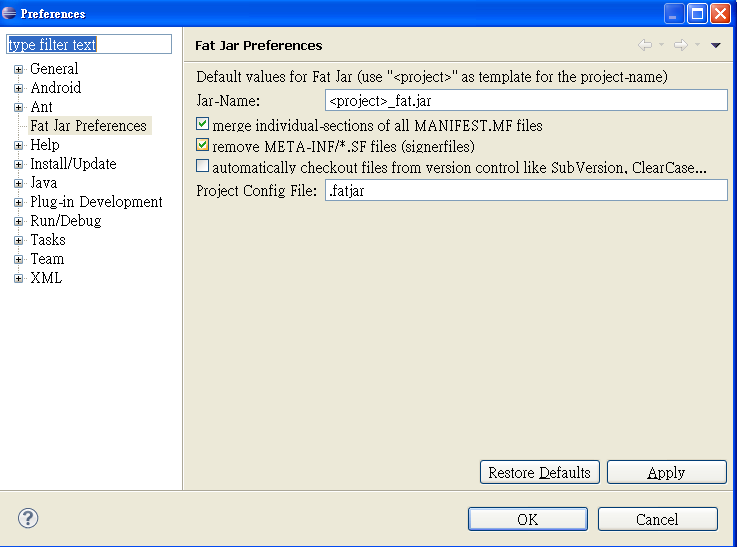 Preferences
type filter text
General
Android
Ant
Fat Jar Preferences
Help
Install/Update
Java
Plug-in Development
Run/Debug
Tasks
Team
XML
Fat Jar Preferences
Default values for Fat Jar (use "<project>" as template for the project-name)
Jar-Name: <project>_fat.jar
merge individual-sections of all MANIFEST.MF files
remove META-INF/*.SF files (signerfiles)
automatically checkout files from version control like SubVersion, ClearCase...
Project Config File: .fatjar
Restore Defaults Apply
? OK Cancel